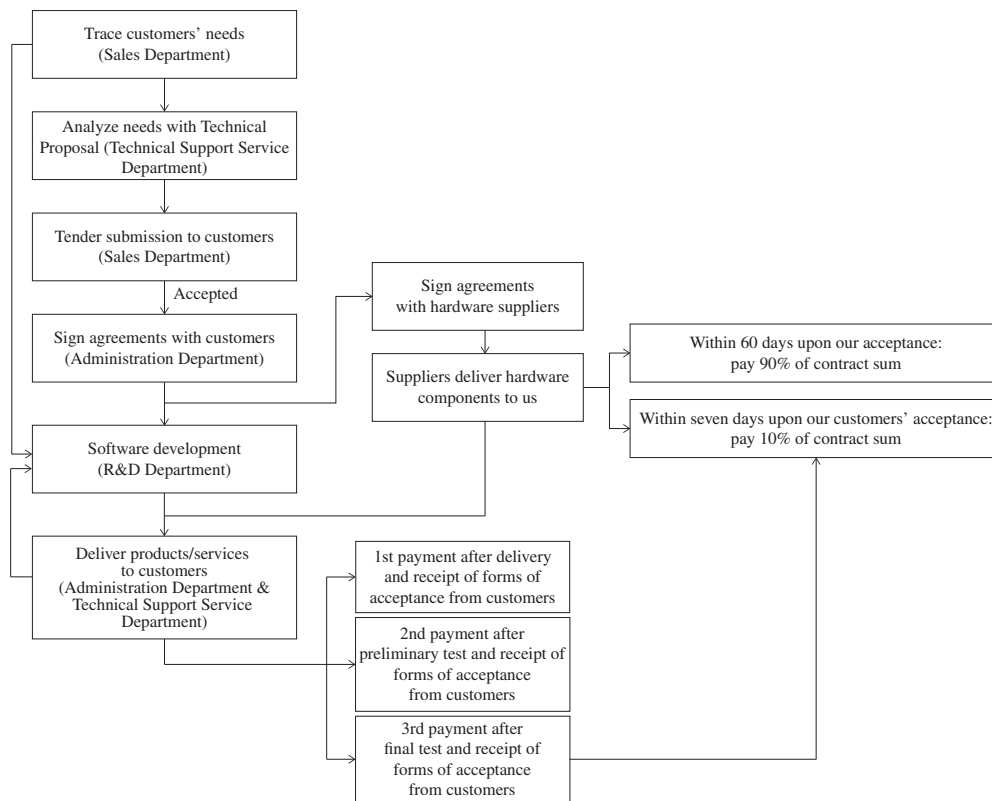 Trace customers’ needs
(Sales Department)
Analyze needs with Technical
Proposal (Technical Support Service
Department)
Tender submission to customers
(Sales Department)
Accepted
Sign agreements with customers
(Administration Department)
Sign agreements
with hardware suppliers
Suppliers deliver hardware
components to us
Within 60 days upon our acceptance:
pay 90% of contract sum
Within seven days upon our customers’ acceptance:
pay 10% of contract sum
Software development
(R&D Department)
Deliver products/services
to customers
(Administration Department &
Technical Support Service
Department)
1st payment after delivery
and receipt of forms of
acceptance from customers
2nd payment after
preliminary test and receipt of
forms of acceptance
from customers
3rd payment after
final test and receipt of
forms of acceptance
from customers